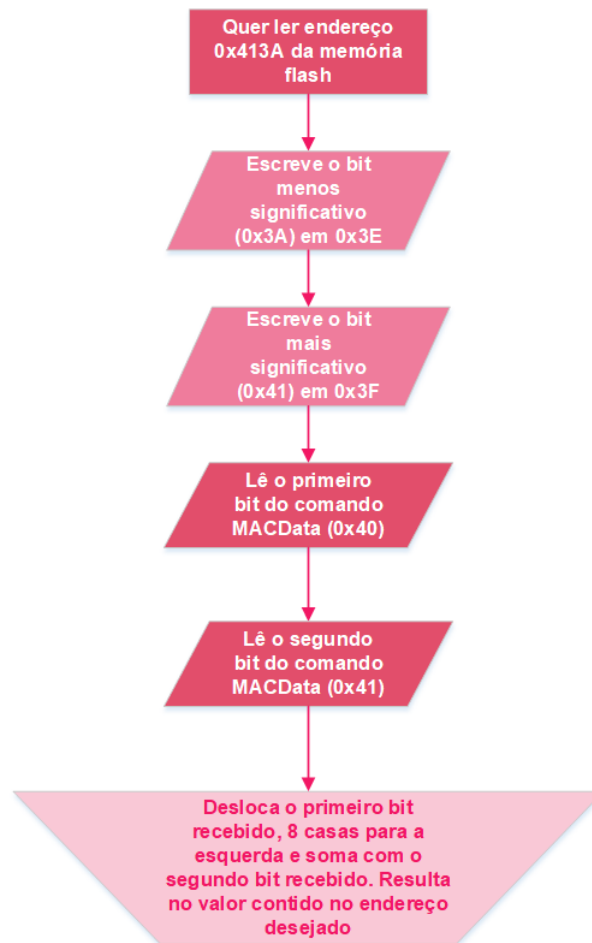 Quer ler endereço
0x413A da memória
flash
Escreve o bit
menos
significativo
(0x3A) em 0x3E
Escreve o bit
mais
significativo
(0x41) em 0x3F
Lê o primeiro
bit do comando
MACData (0x40)
Lê o segundo
bit do comando
MACData (0x41)
Desloca o primeiro bit
recebido, 8 casas para a
esquerda e soma com o
segundo bit recebido. Resulta
no valor contido no endereço
desejado